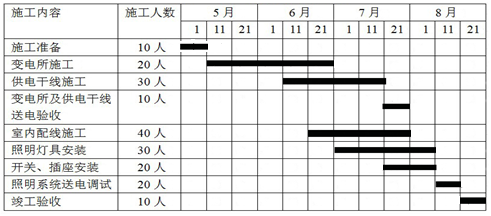 施工内容 施工人数 5 月 6 月 7 月 8 月
1 11 21 1 11 21 1 11 21 1 11 21
施工准备 10 人
变电所施工 20 人
供电干线施工 30 人
变电所及供电干线 10 人
送电验收
室内配线施工 40 人
照明灯具安装 30 人
开关、插座安装 20 人
照明系统送电调试 20 人
竣工验收 10 人